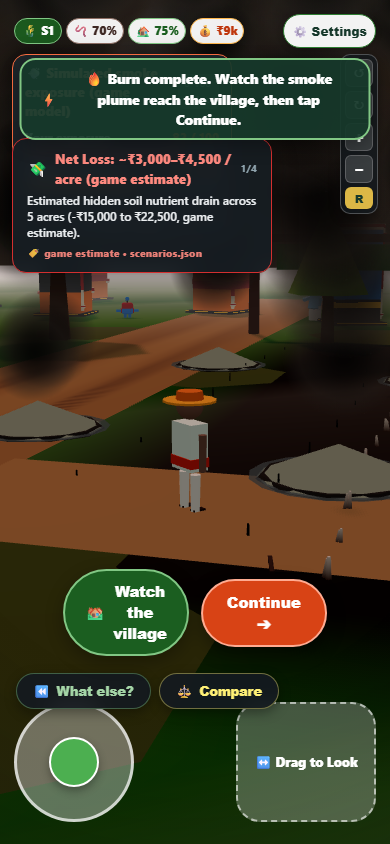 S1
70%
75%
₹9k
Settings
Burn complete. Watch the smoke
plume reach the village, then tap
Continue.
Net Loss: ~₹3,000–₹4,500 /
acre (game estimate)
1/4
Estimated hidden soil nutrient drain across
5 acres (-₹15,000 to ₹22,500, game
estimate).
game estimate • scenarios.json
–
R
Watch
the
village
Continue
➔
What else?
Compare
Drag to Look